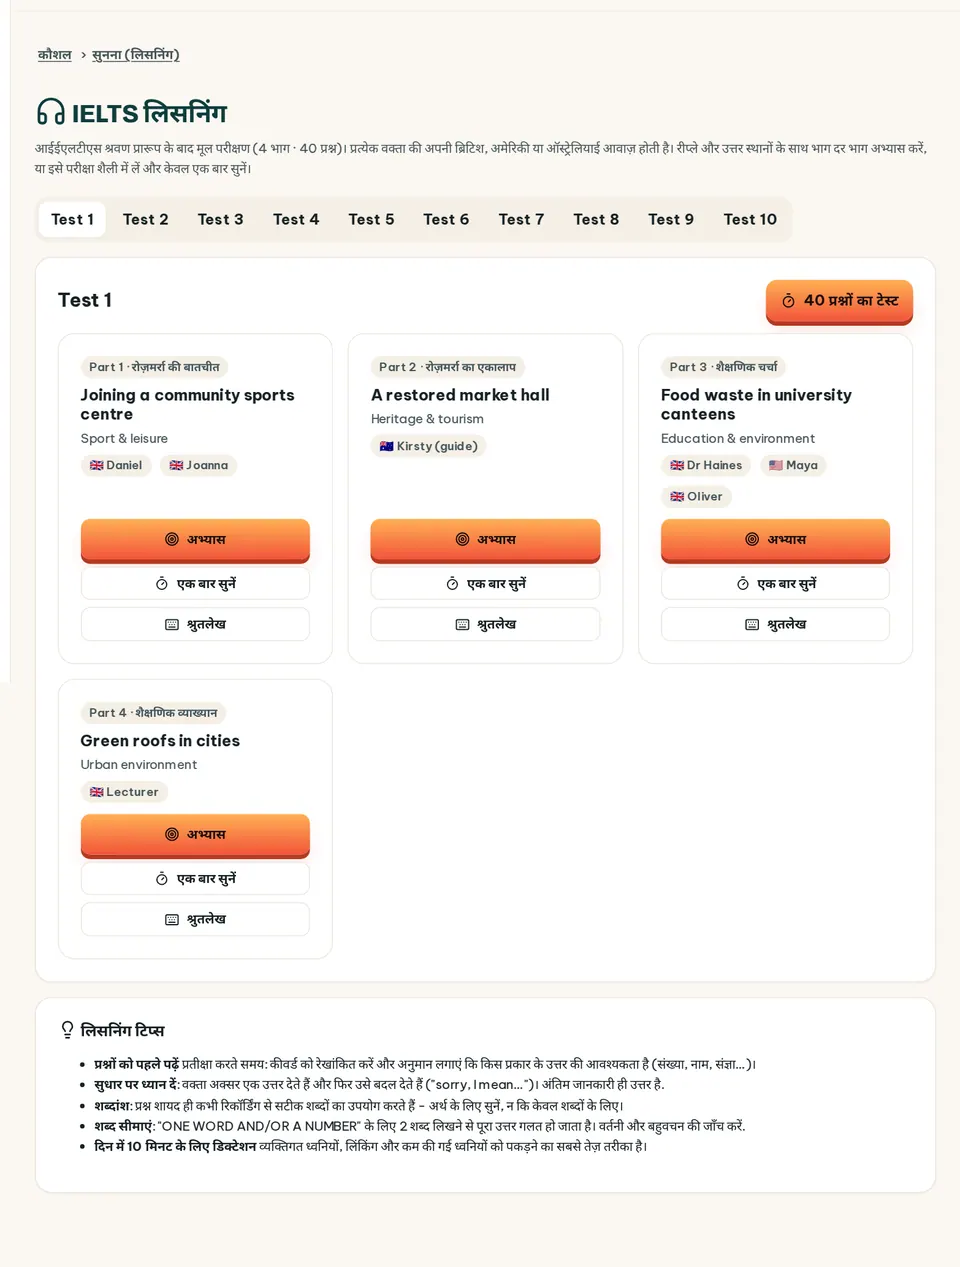 कौशल > सुनना (लिसनिंग)
IELTS लिसनिंग
आईईएलटीएस श्रवण प्रारूप के बाद मूल परीक्षण (4 भाग · 40 प्रश्न)। प्रत्येक वक्ता की अपनी ब्रिटिश, अमेरिकी या ऑस्ट्रेलियाई आवाज़ होती है। रीप्ले और उत्तर स्थानों के साथ भाग दर भाग अभ्यास करें,
या इसे परीक्षा शैली में लें और केवल एक बार सुनें।
Test 1 Test 2 Test 3 Test 4 Test 5 Test 6 Test 7 Test 8 Test 9 Test 10
Test 1
40 प्रश्नों का टेस्ट
Part 1 · रोज़मर्रा की बातचीत
Joining a community sports
centre
Sport & leisure
🇬🇧 Daniel 🇬🇧 Joanna
अभ्यास
एक बार सुनें
श्रुतलेख
Part 2 · रोज़मर्रा का एकालाप
A restored market hall
Heritage & tourism
🇦🇺 Kirsty (guide)
अभ्यास
एक बार सुनें
श्रुतलेख
Part 3 · शैक्षणिक चर्चा
Food waste in university
canteens
Education & environment
🇬🇧 Dr Haines 🇺🇸 Maya
🇬🇧 Oliver
अभ्यास
एक बार सुनें
श्रुतलेख
Part 4 · शैक्षणिक व्याख्यान
Green roofs in cities
Urban environment
🇬🇧 Lecturer
अभ्यास
एक बार सुनें
श्रुतलेख
लिसनिंग टिप्स
• प्रश्नों को पहले पढ़ें प्रतीक्षा करते समय: कीवर्ड को रेखांकित करें और अनुमान लगाएं कि किस प्रकार के उत्तर की आवश्यकता है (संख्या, नाम, संज्ञा...)।
• सुधार पर ध्यान दें: वक्ता अक्सर एक उत्तर देते हैं और फिर उसे बदल देते हैं ("sorry, I mean...")। अंतिम जानकारी ही उत्तर है.
• शब्दांश: प्रश्न शायद ही कभी रिकॉर्डिंग से सटीक शब्दों का उपयोग करते हैं – अर्थ के लिए सुनें, न कि केवल शब्दों के लिए।
• शब्द सीमाएं: "ONE WORD AND/OR A NUMBER" के लिए 2 शब्द लिखने से पूरा उत्तर गलत हो जाता है। वर्तनी और बहुवचन की जाँच करें.
• दिन में 10 मिनट के लिए डिक्टेशन व्यक्तिगत ध्वनियों, लिंकिंग और कम की गई ध्वनियों को पकड़ने का सबसे तेज़ तरीका है।